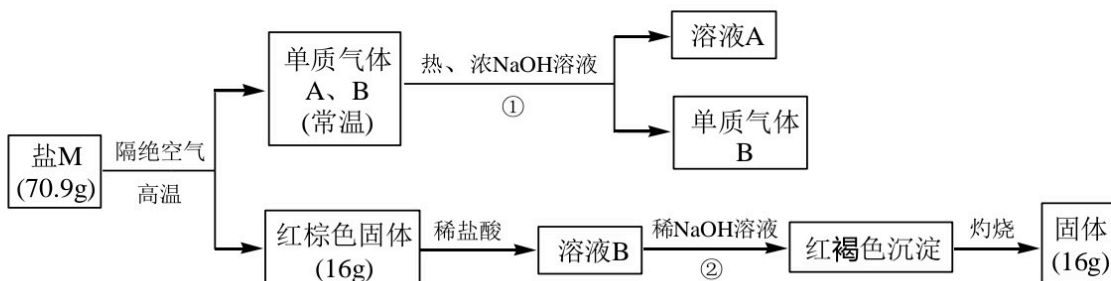 盐M
(70.9g)
隔绝空气
高温
单质气体
A、B
(常温)
热、浓NaOH溶液
①
溶液A
单质气体
B
红棕色固体
(16g)
稀盐酸
溶液B
稀NaOH溶液
②
红褐色沉淀
灼烧
固体
(16g)